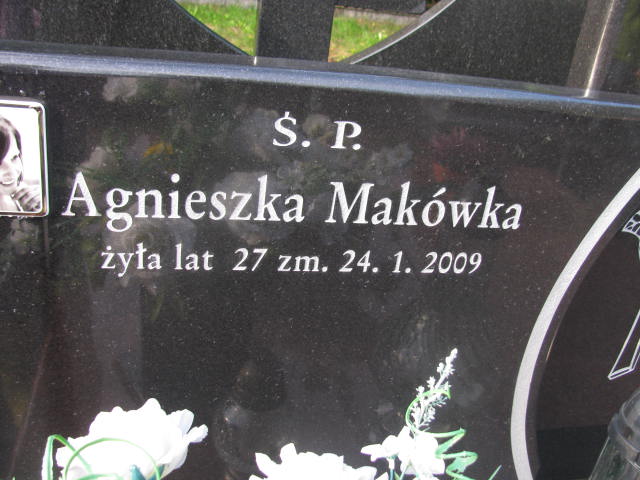 Ś. P.
Agnieszka Makówka
żyła lat 27 zm. 24. 1. 2009